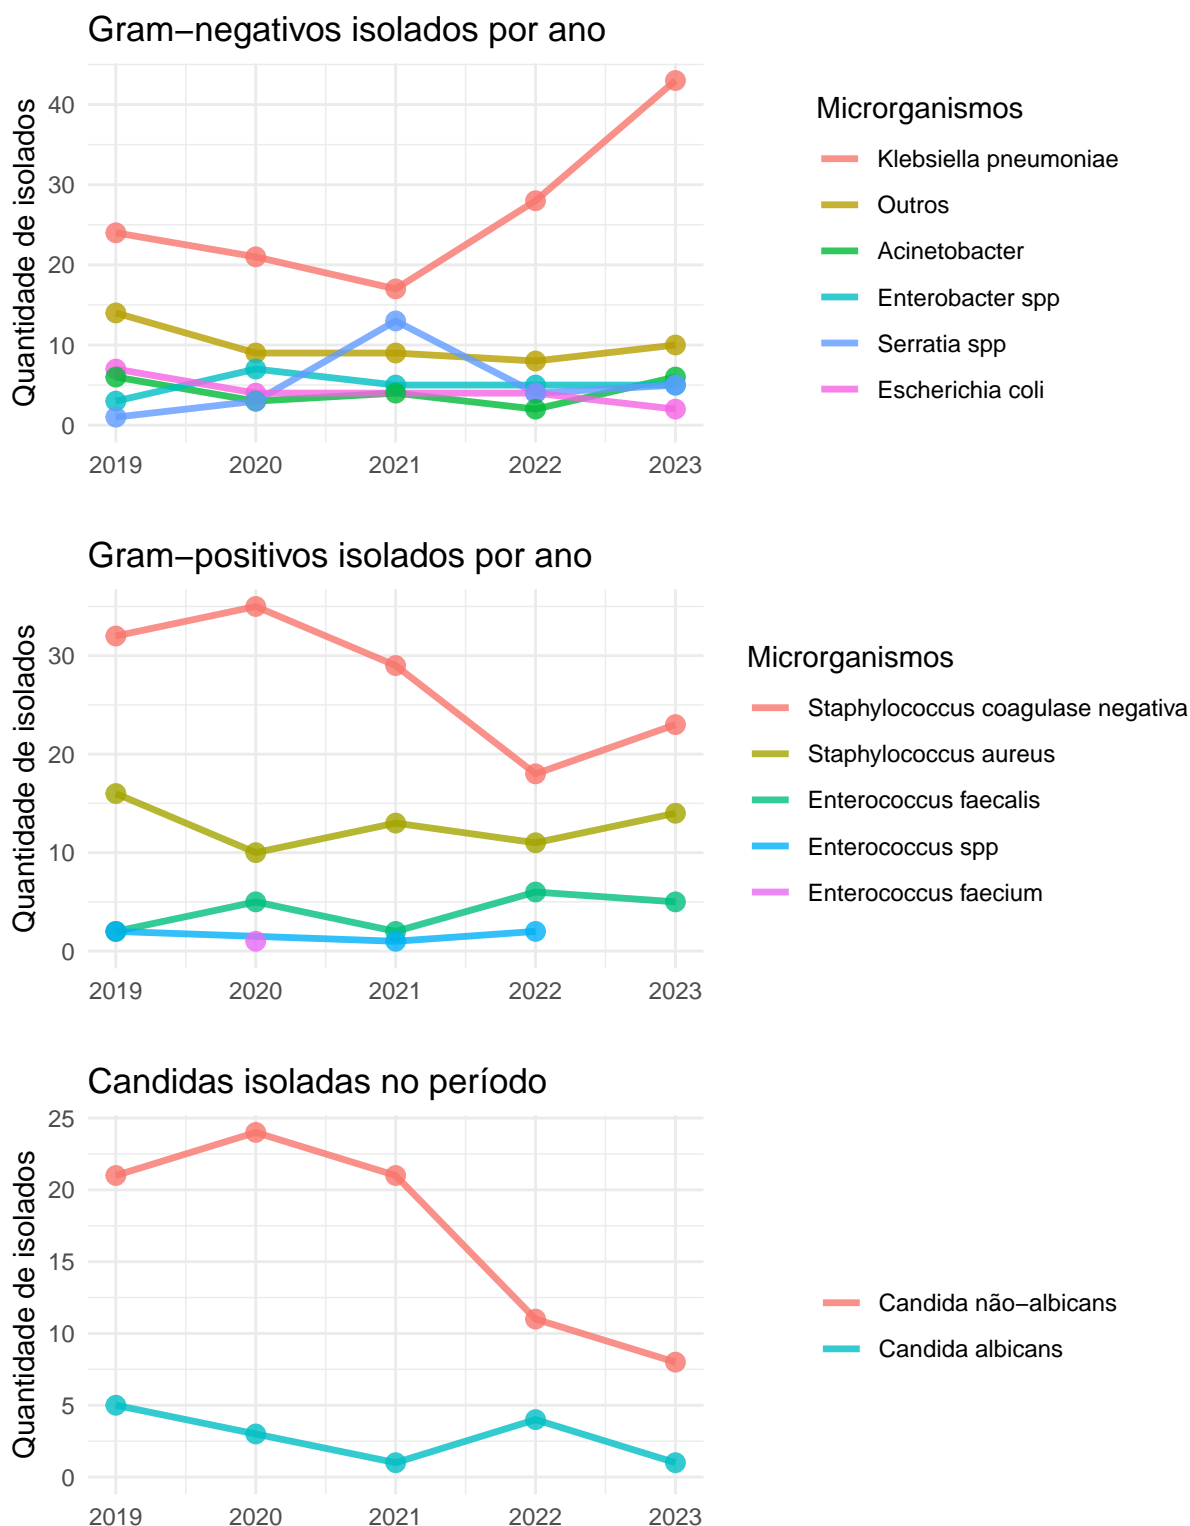 Gram−negativos isolados por ano
Quantidade de isolados
40
30
20
10
0
2019 2020 2021 2022 2023
Microrganismos
Klebsiella pneumoniae
Outros
Acinetobacter
Enterobacter spp
Serratia spp
Escherichia coli
Gram−positivos isolados por ano
Quantidade de isolados
30
20
10
0
2019 2020 2021 2022 2023
Microrganismos
Staphylococcus coagulase negativa
Staphylococcus aureus
Enterococcus faecalis
Enterococcus spp
Enterococcus faecium
Candidas isoladas no período
Quantidade de isolados
25
20
15
10
5
0
2019 2020 2021 2022 2023
Candida não−albicans
Candida albicans